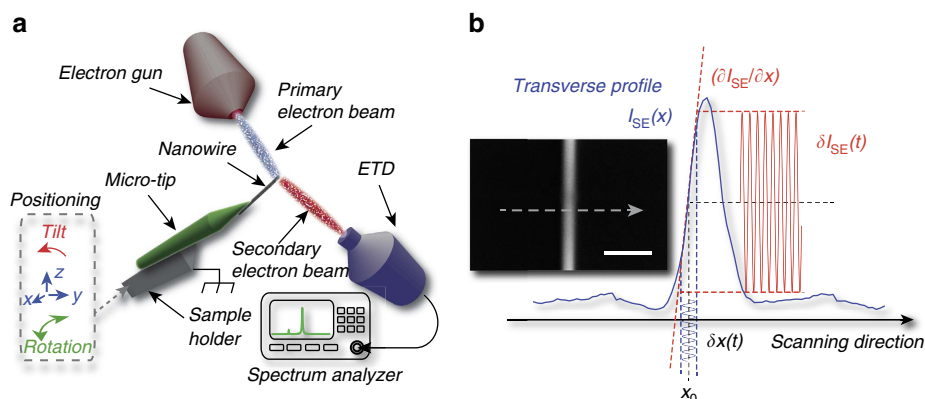 a
Electron gun
Primary
electron beam
Nanowire
Micro-tip
ETD
Positioning
Tilt
z
x
y
Rotation
Secondary
electron beam
Sample
holder
Spectrum analyzer
b
Transverse profile
I_SE(x)
(∂I_SE/∂x)
δI_SE(t)
δx(t)
Scanning direction
x_0